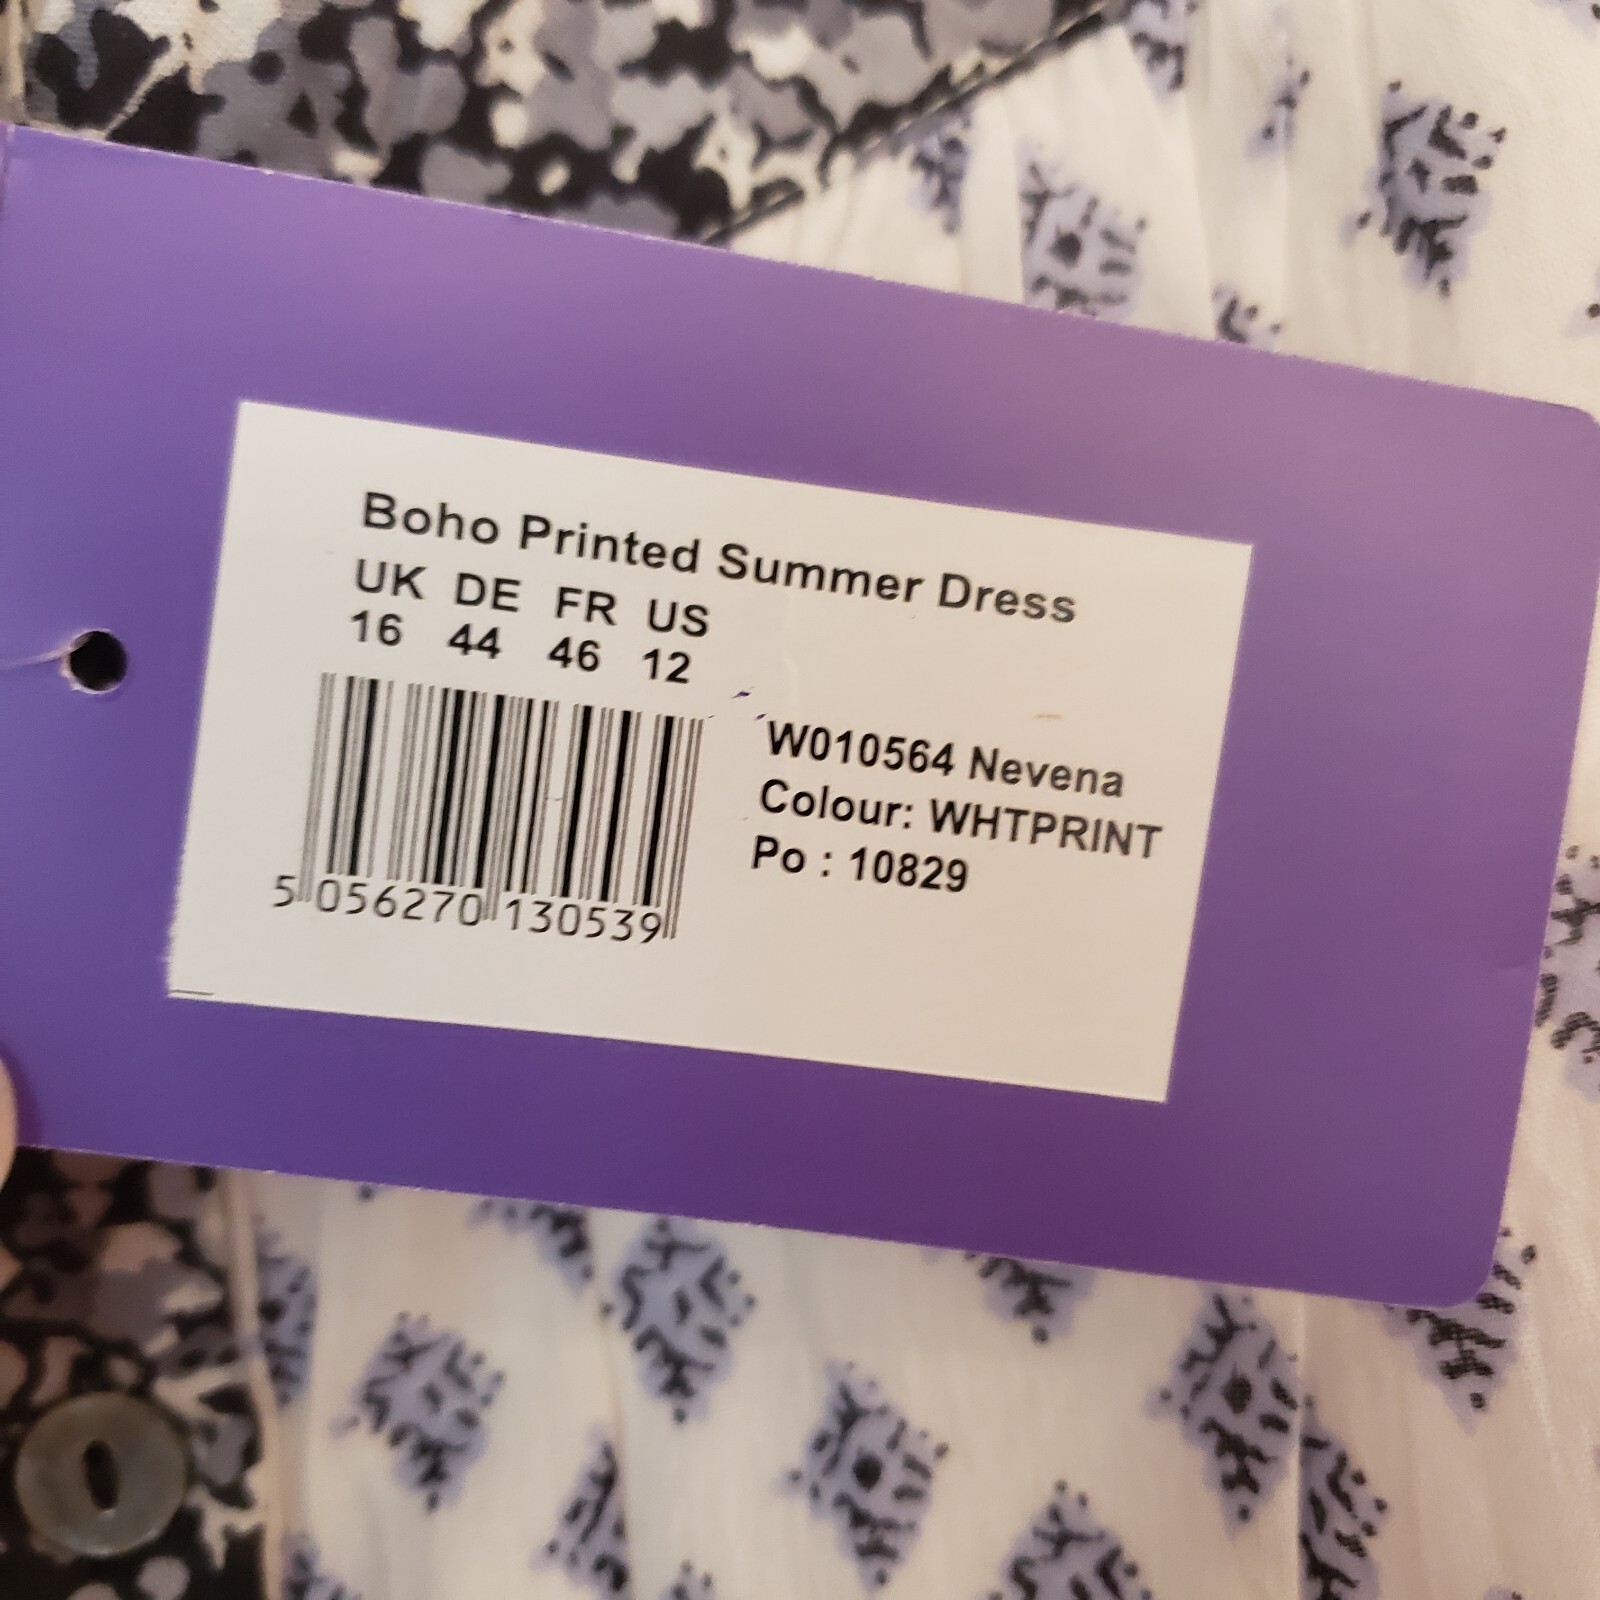 Boho Printed Summer Dress
UK DE FR US
16 44 46 12
W010564 Nevena
Colour: WHTPRINT
Po : 10829
5 056270 130539